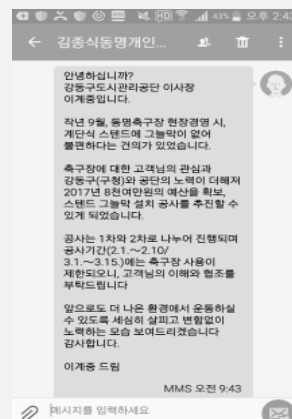 HD 43% 오후 2:43
김종식동명개인...
안녕하십니까?
강동구도시관리공단 이사장
이계중입니다.
작년 9월, 동명축구장 현장경영 시,
계단식 스텐드에 그늘막이 없어
불편하다는 건의가 있었습니다.
축구장에 대한 고객님의 관심과
강동구(구청)와 공단의 노력이 더해져
2017년 8천여만원의 예산을 확보,
스텐드 그늘막 설치 공사를 추진할 수
있게 되었습니다.
공사는 1차와 2차로 나누어 진행되며
공사기간(2.1.~2.10/
3.1.~3.15.)에는 축구장 사용이
제한되오니, 고객님의 이해와 협조를
부탁드립니다
앞으로도 더 나은 환경에서 운동하실
수 있도록 세심히 살피고 변함없이
노력하는 모습 보여드리겠습니다
감사합니다.
이계중 드림
MMS 오전 9:43
메시지를 입력하세요